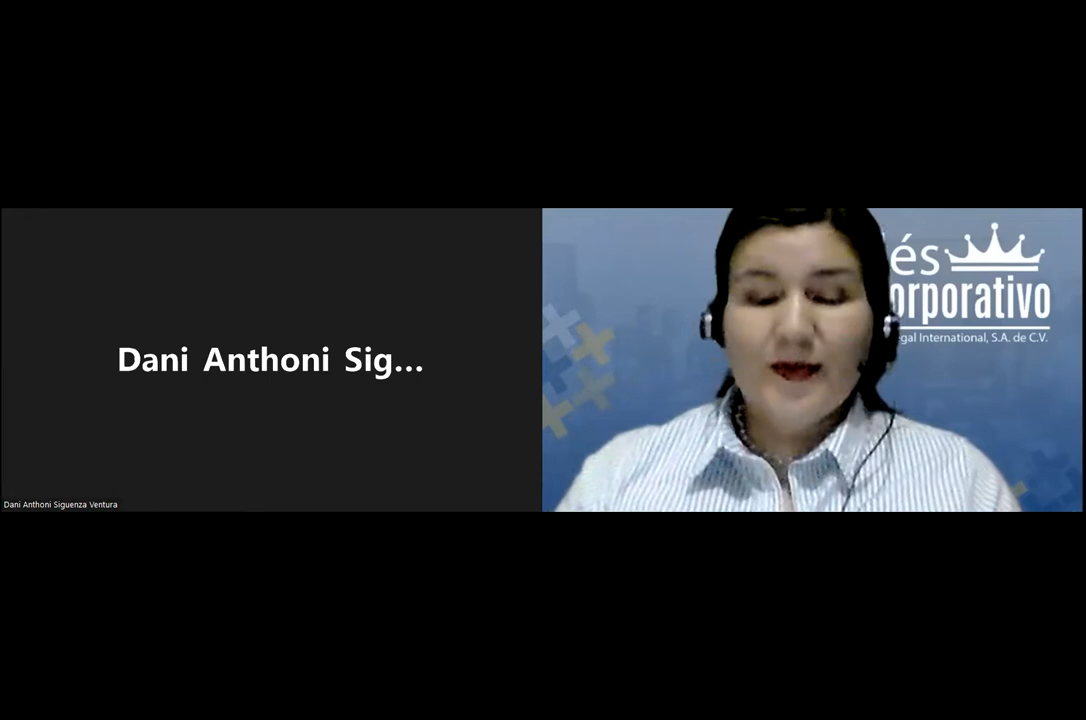 Dani Anthoni Sig...
Dani Anthoni Siguenza Ventura
és
orporativo
egal International, S.A. de C.V.